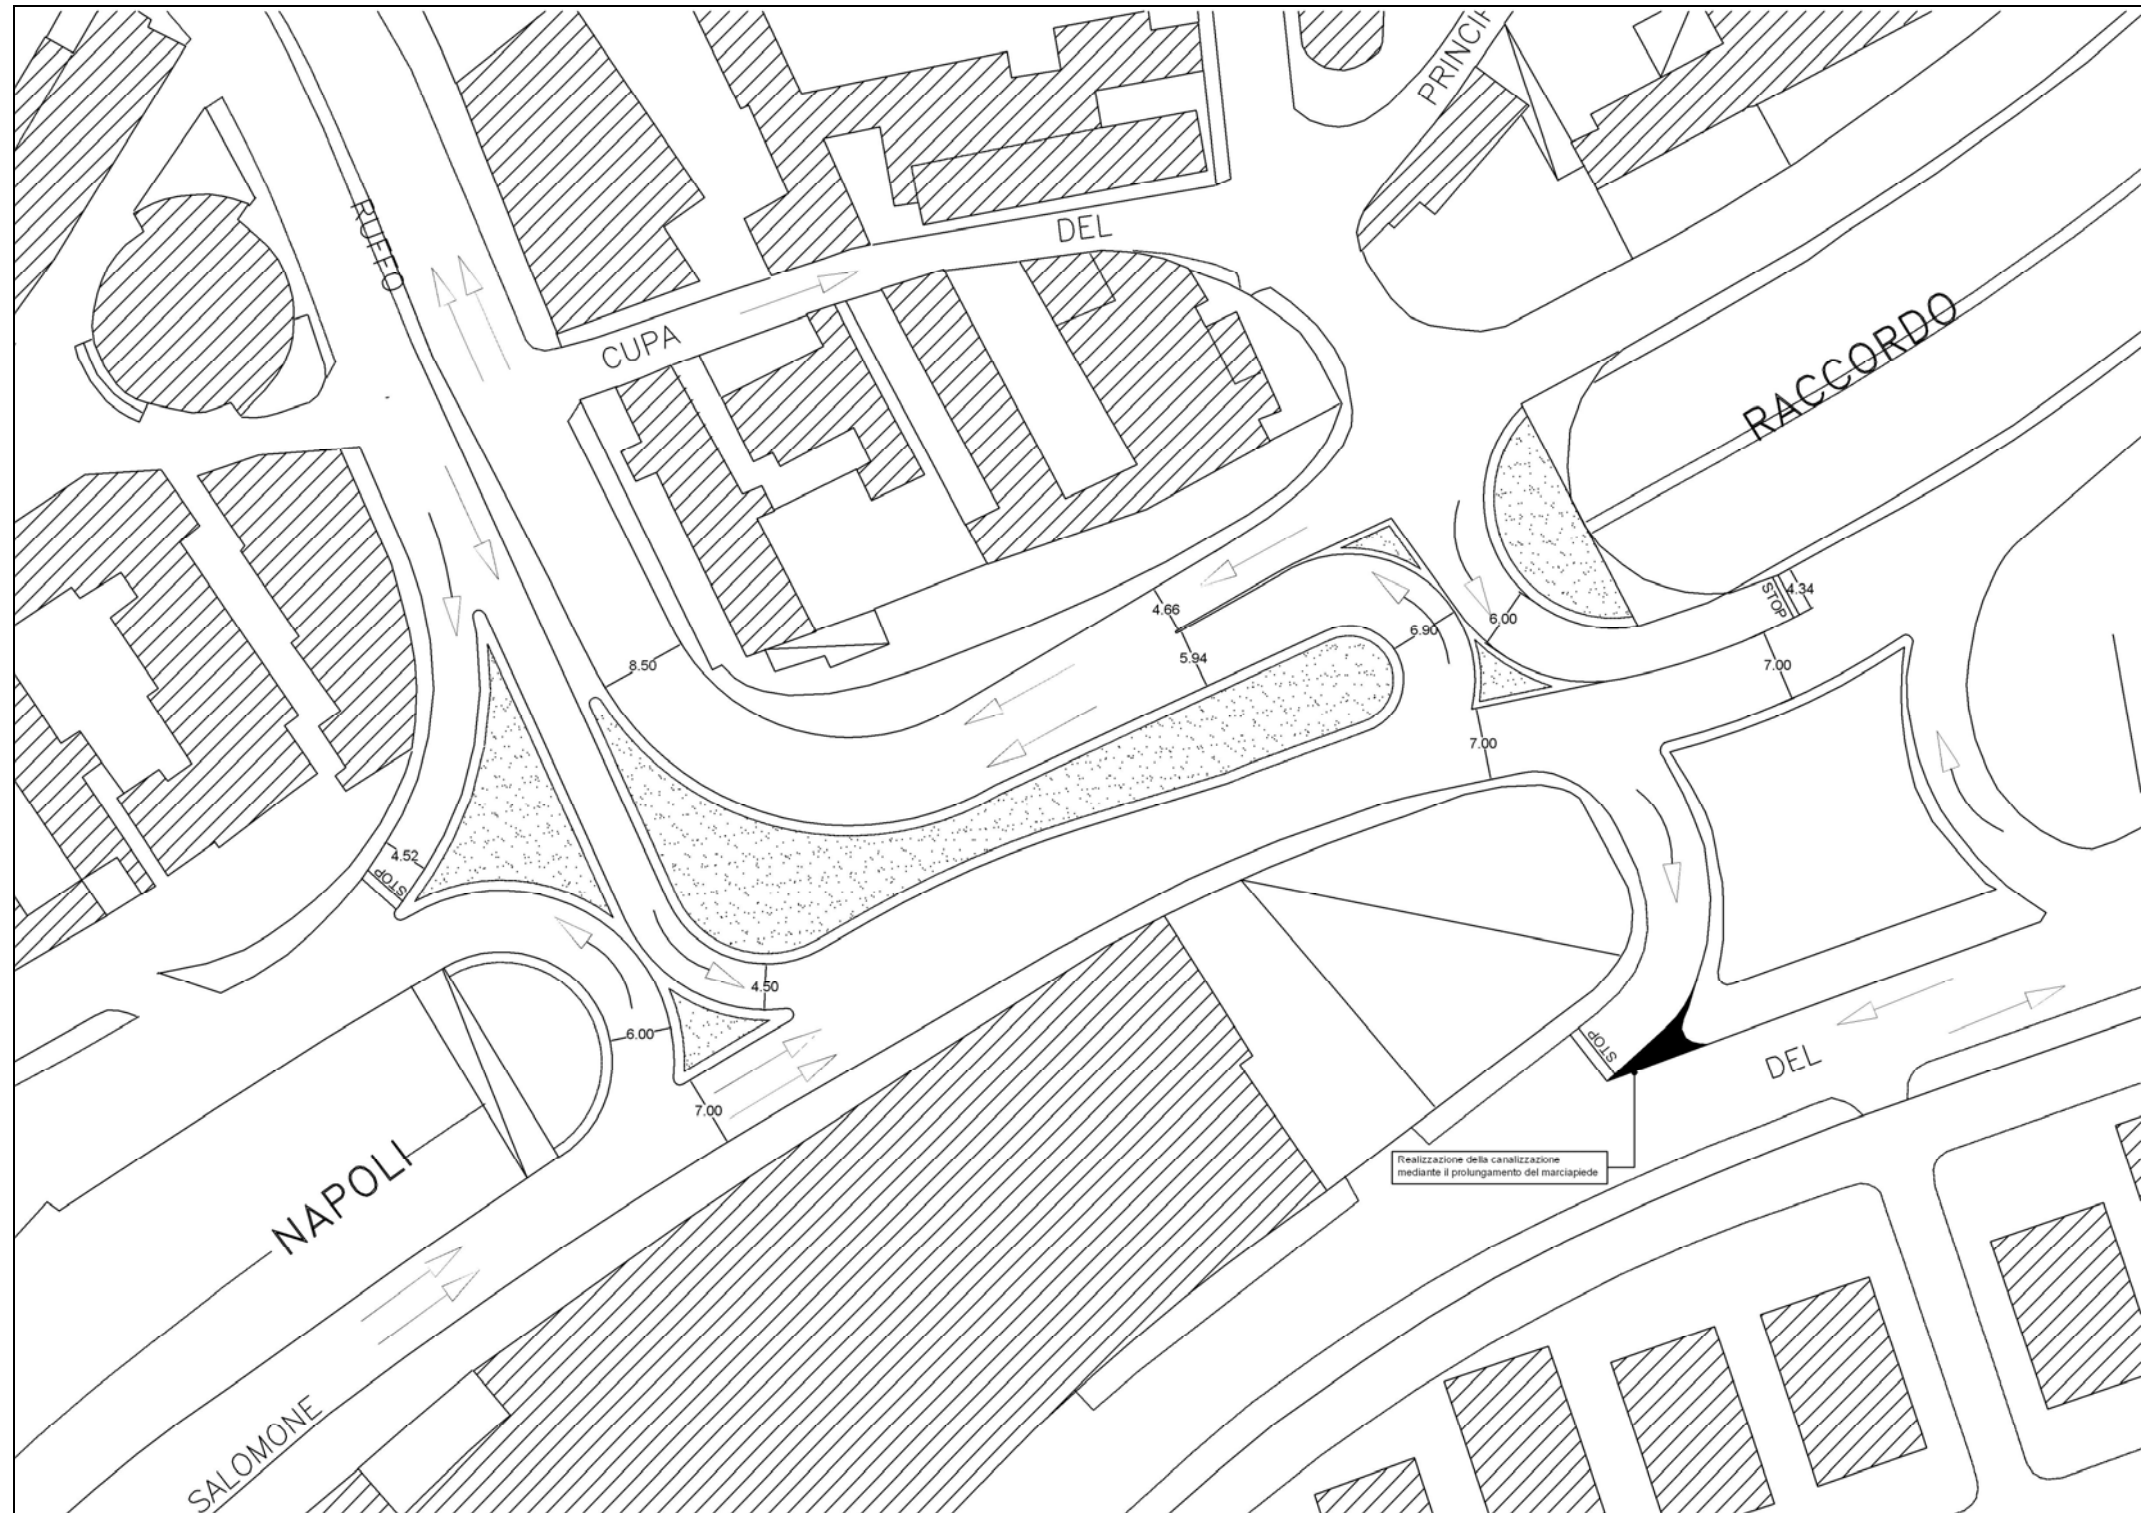 PRINCIP
RUFFO
DEL
CUPA
RACCORDO
4.34
STOP
4.66
6.00
6.90
8.50
5.94
7.00
7.00
4.52
STOP
4.50
6.00
STOP
DEL
7.00
NAPOLI
Realizzazione della canalizzazione
mediante il prolungamento del marciapiede
SALOMONE